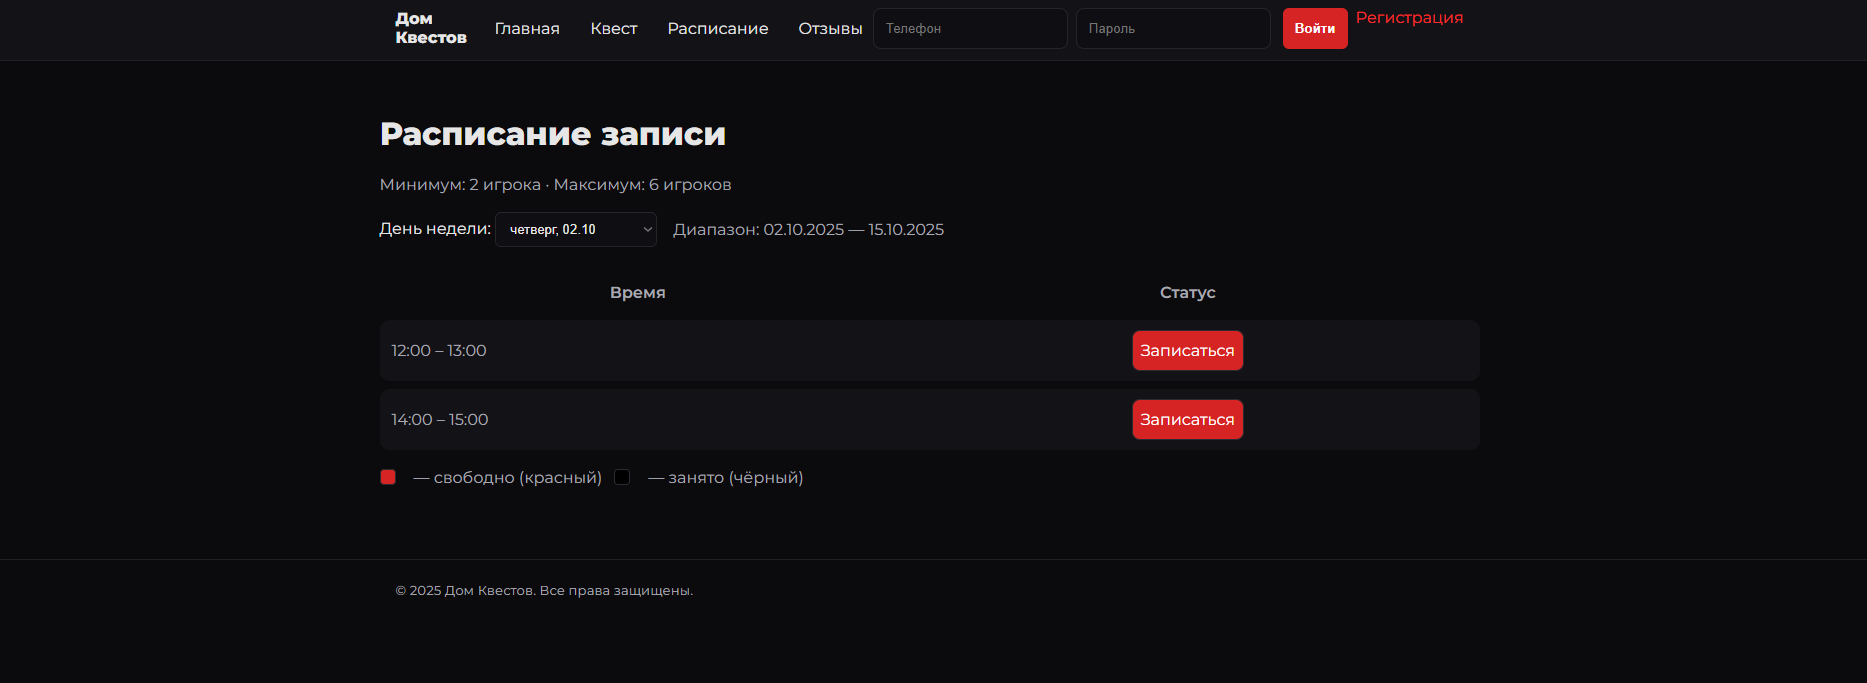 Дом Квестов Главная Квест Расписание Отзывы Телефон Пароль Войти Регистрация
Расписание записи
Минимум: 2 игрока · Максимум: 6 игроков
День недели: четверг, 02.10 Диапазон: 02.10.2025 — 15.10.2025
Время Статус
12:00 – 13:00 Записаться
14:00 – 15:00 Записаться
— свободно (красный) — занято (чёрный)
© 2025 Дом Квестов. Все права защищены.